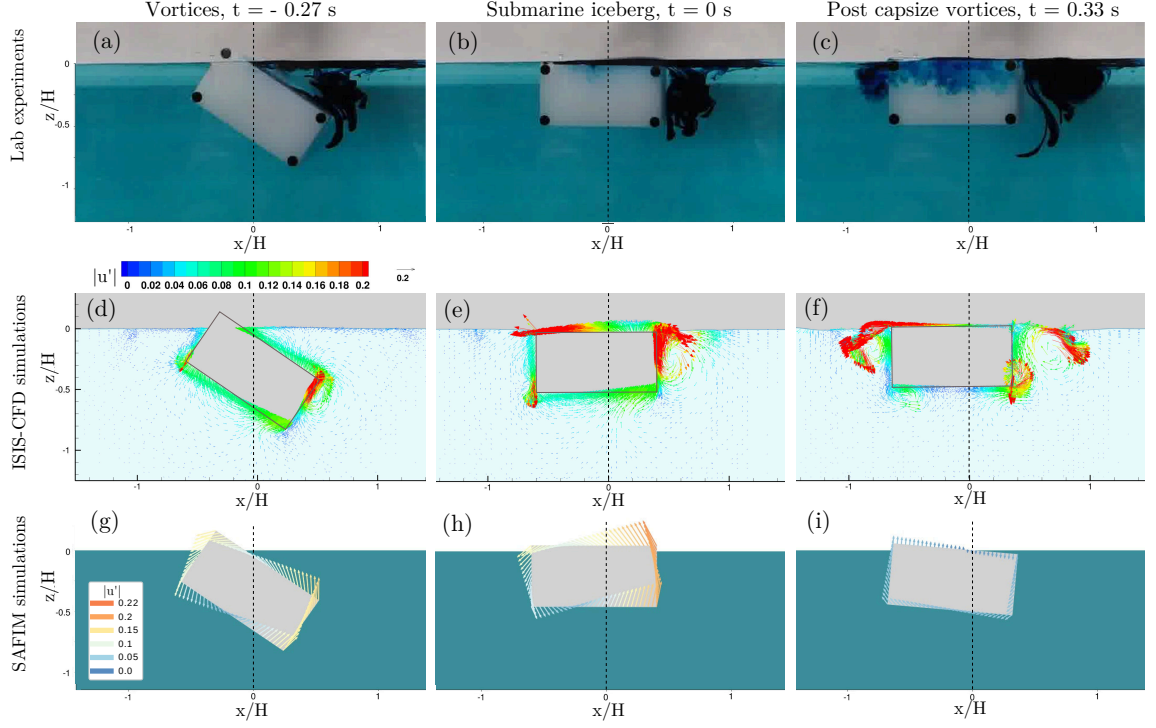 Vortices, t = - 0.27 s
Submarine iceberg, t = 0 s
Post capsize vortices, t = 0.33 s
Lab experiments
(a)
(b)
(c)
z/H
0
-0.5
-1
-1
0
1
x/H
-1
0
1
x/H
-1
0
1
x/H
|u'|
0 0.02 0.04 0.06 0.08 0.1 0.12 0.14 0.16 0.18 0.2
0.2
ISIS-CFD simulations
(d)
(e)
(f)
z/H
0
-0.5
-1
-1
0
1
x/H
-1
0
1
x/H
-1
0
1
x/H
SAFIM simulations
(g)
(h)
(i)
z/H
0
-0.5
-1
|u'|
0.22
0.2
0.15
0.1
0.05
0.0
-1
0
1
x/H
-1
0
1
x/H
-1
0
1
x/H